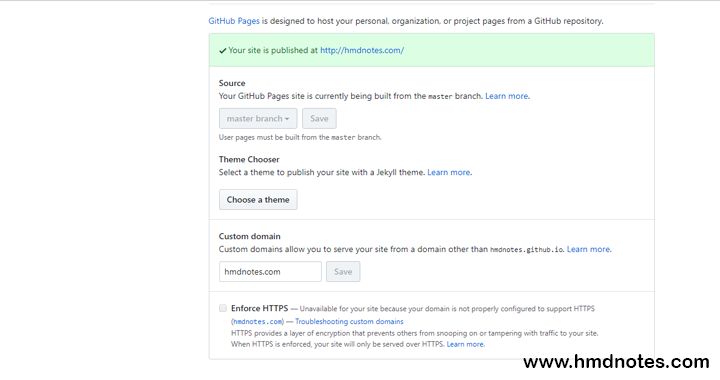 GitHub Pages is designed to host your personal, organization, or project pages from a GitHub repository.
✓ Your site is published at http://hmdnotes.com/
Source
Your GitHub Pages site is currently being built from the master branch. Learn more.
master branch Save
User pages must be built from the master branch.
Theme Chooser
Select a theme to publish your site with a Jekyll theme. Learn more.
Choose a theme
Custom domain
Custom domains allow you to serve your site from a domain other than hmdnotes.github.io. Learn more.
hmdnotes.com Save
Enforce HTTPS — Unavailable for your site because your domain is not properly configured to support HTTPS
(hmdnotes.com) — Troubleshooting custom domains
HTTPS provides a layer of encryption that prevents others from snooping on or tampering with traffic to your site.
When HTTPS is enforced, your site will only be served over HTTPS. Learn more.
www.hmdnotes.com